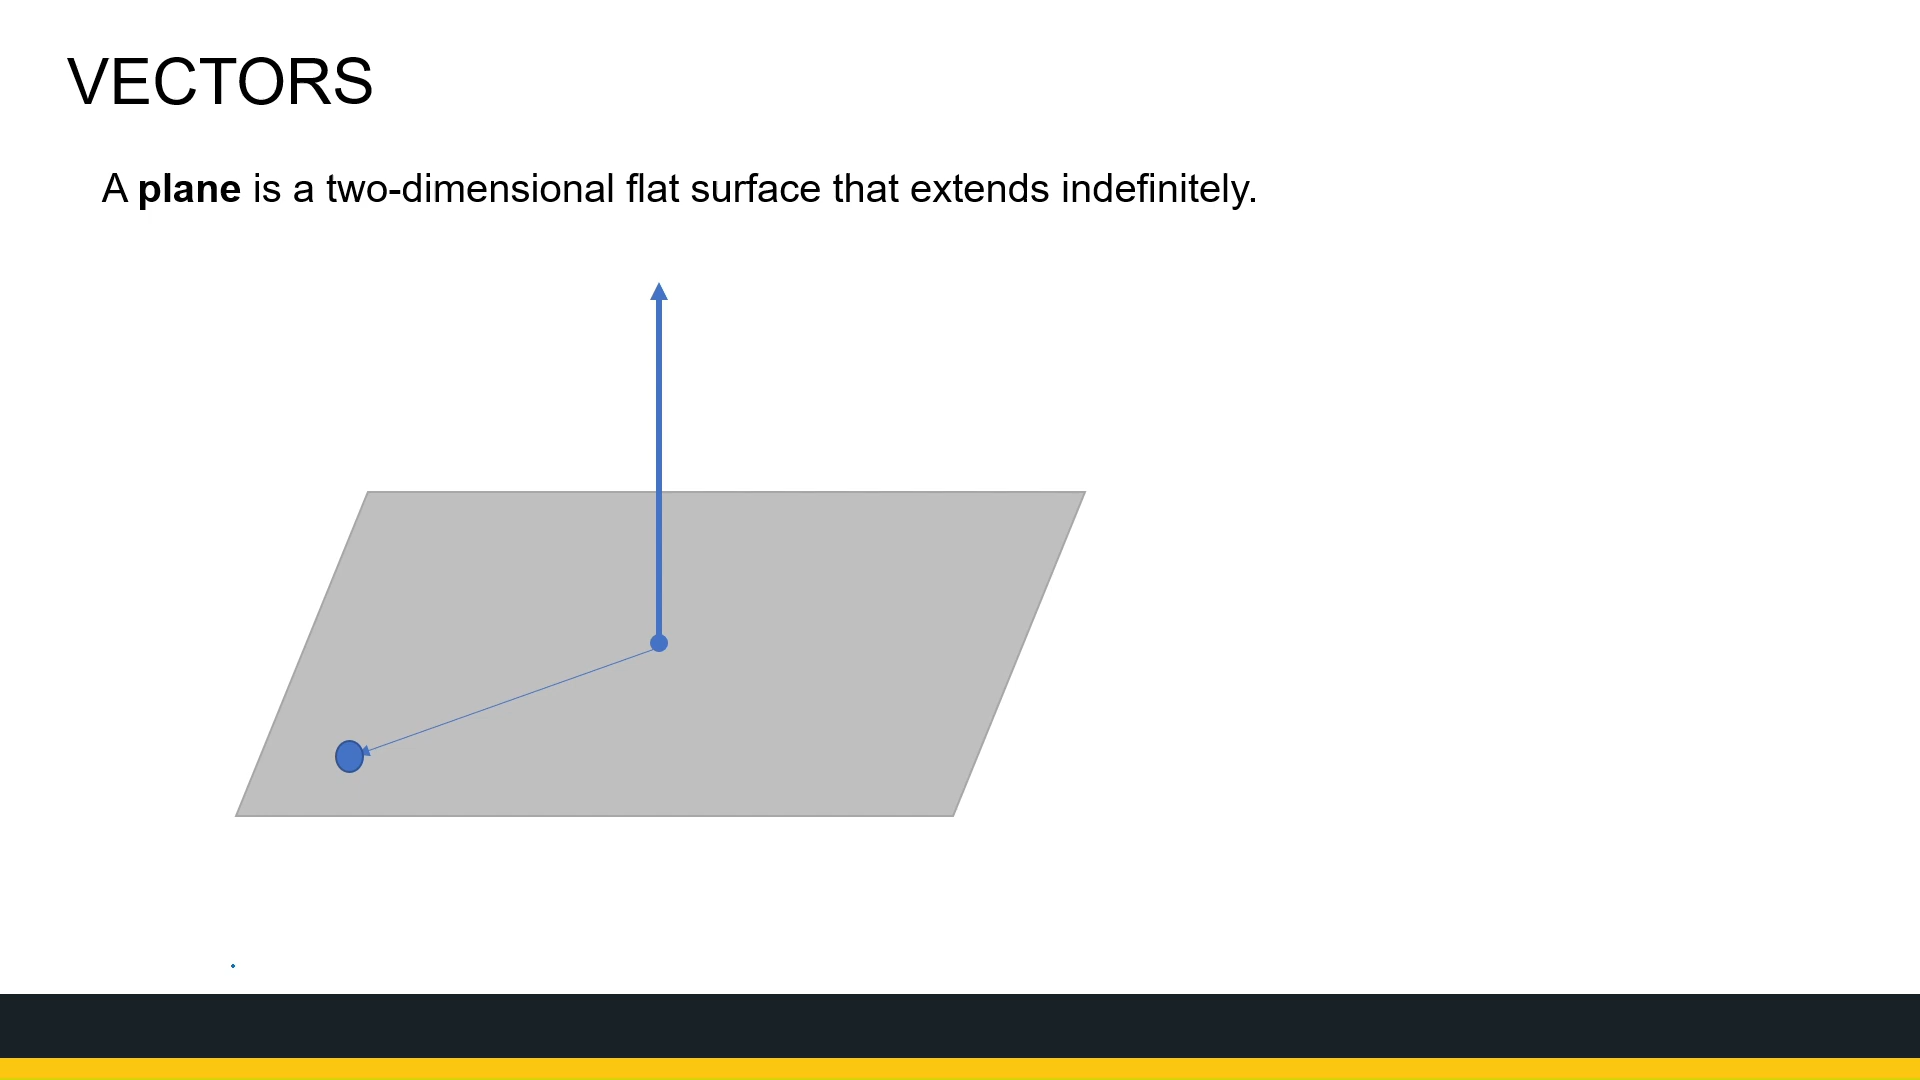 VECTORS
A plane is a two-dimensional flat surface that extends indefinitely.